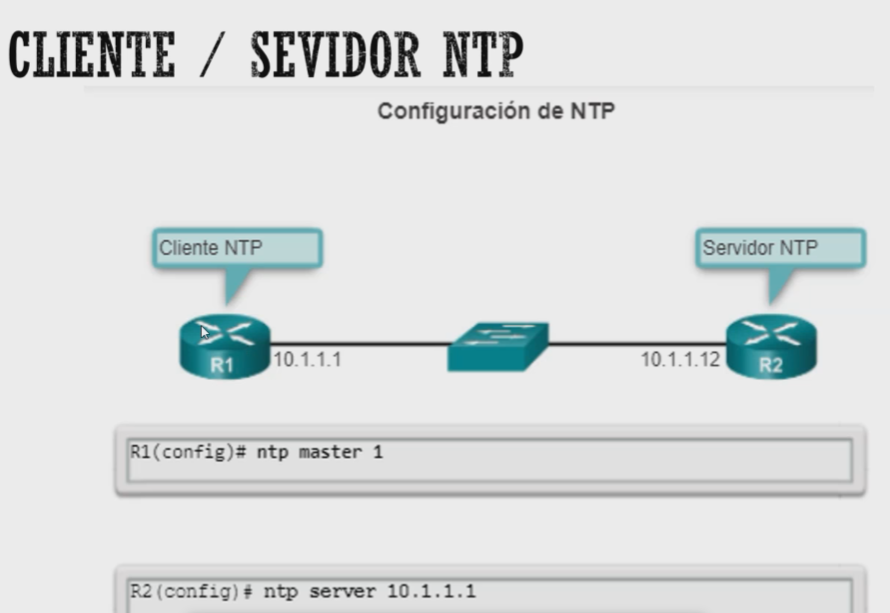 CLIENTE / SEVIDOR NTP
Configuración de NTP
Cliente NTP
Servidor NTP
R1
10.1.1.1
10.1.1.12
R2
R1(config)# ntp master 1
R2(config)# ntp server 10.1.1.1